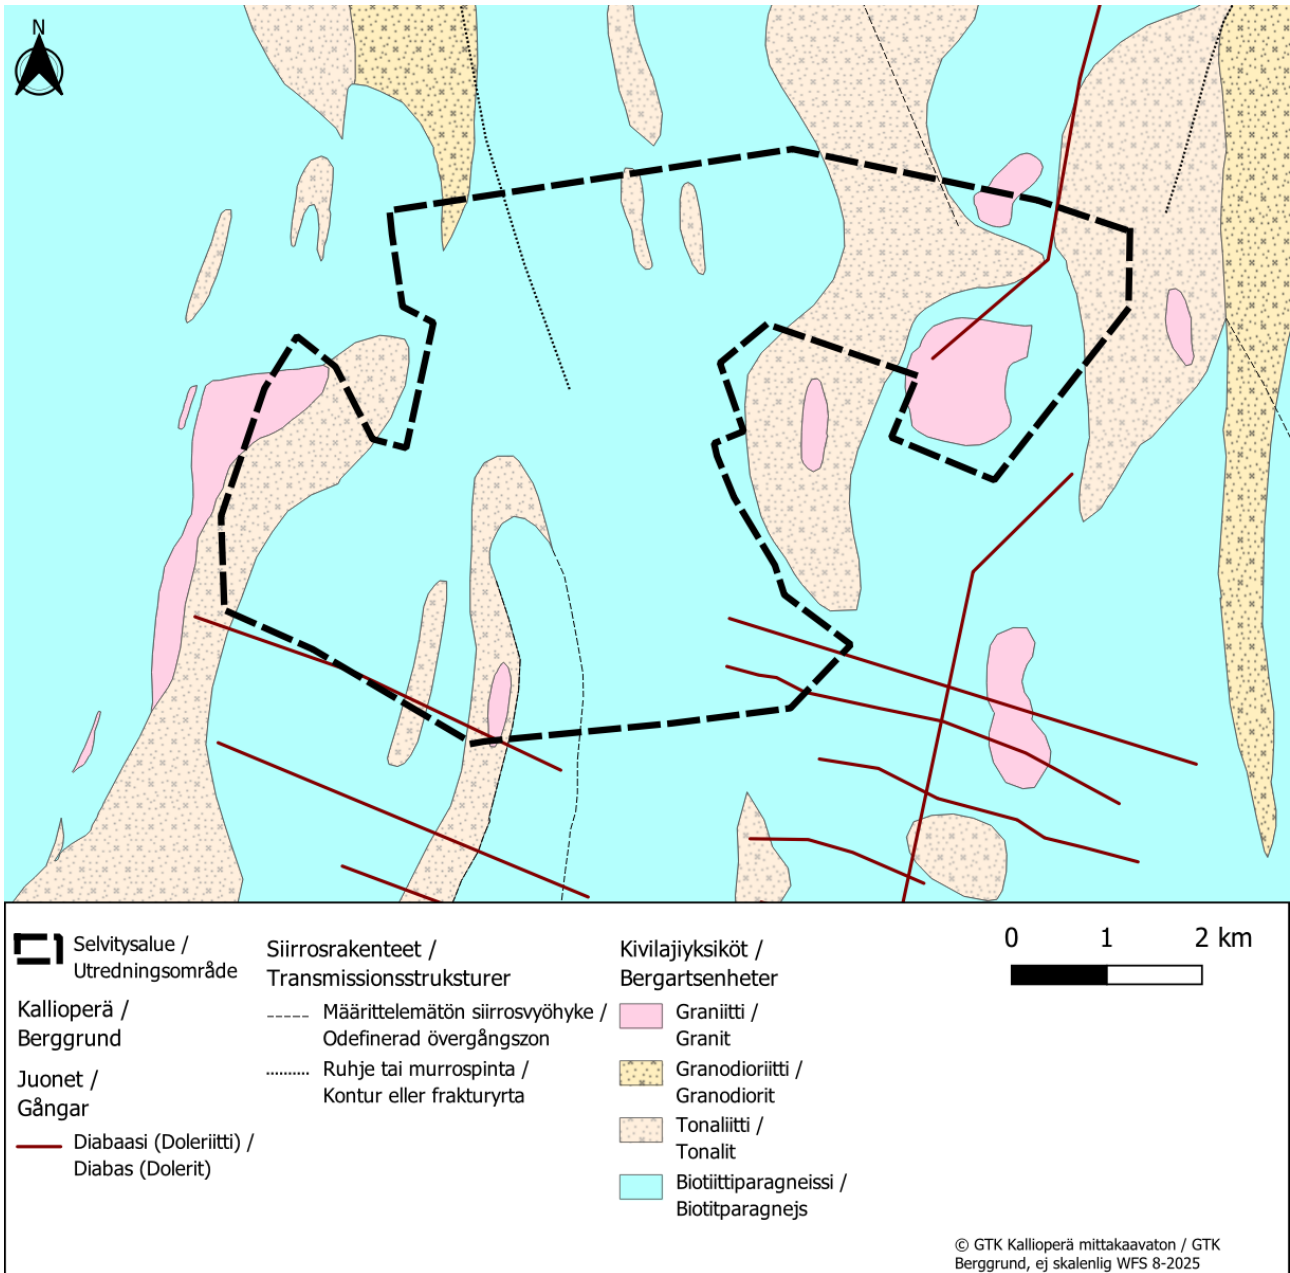 N
Selvitysalue /
Utredningsområde
Kallioperä /
Berggrund
Juonet /
Gångar
Diabaasi (Doleriitti) /
Diabas (Dolerit)
Siirrosrakenteet /
Transmissionsstruksturer
Määrittelemätön siirrosvyöhyke /
Odefinerad övergångszon
Ruhje tai murrospinta /
Kontur eller frakturyrta
Kivilajiyksiköt /
Bergartsenheter
Graniitti /
Granit
Granodioriitti /
Granodiorit
Tonaliitti /
Tonalit
Biotiittiparagneissi /
Biotitparagnejs
0 1 2 km
© GTK Kallioperä mittakaavaton / GTK
Berggrund, ej skalenlig WFS 8-2025